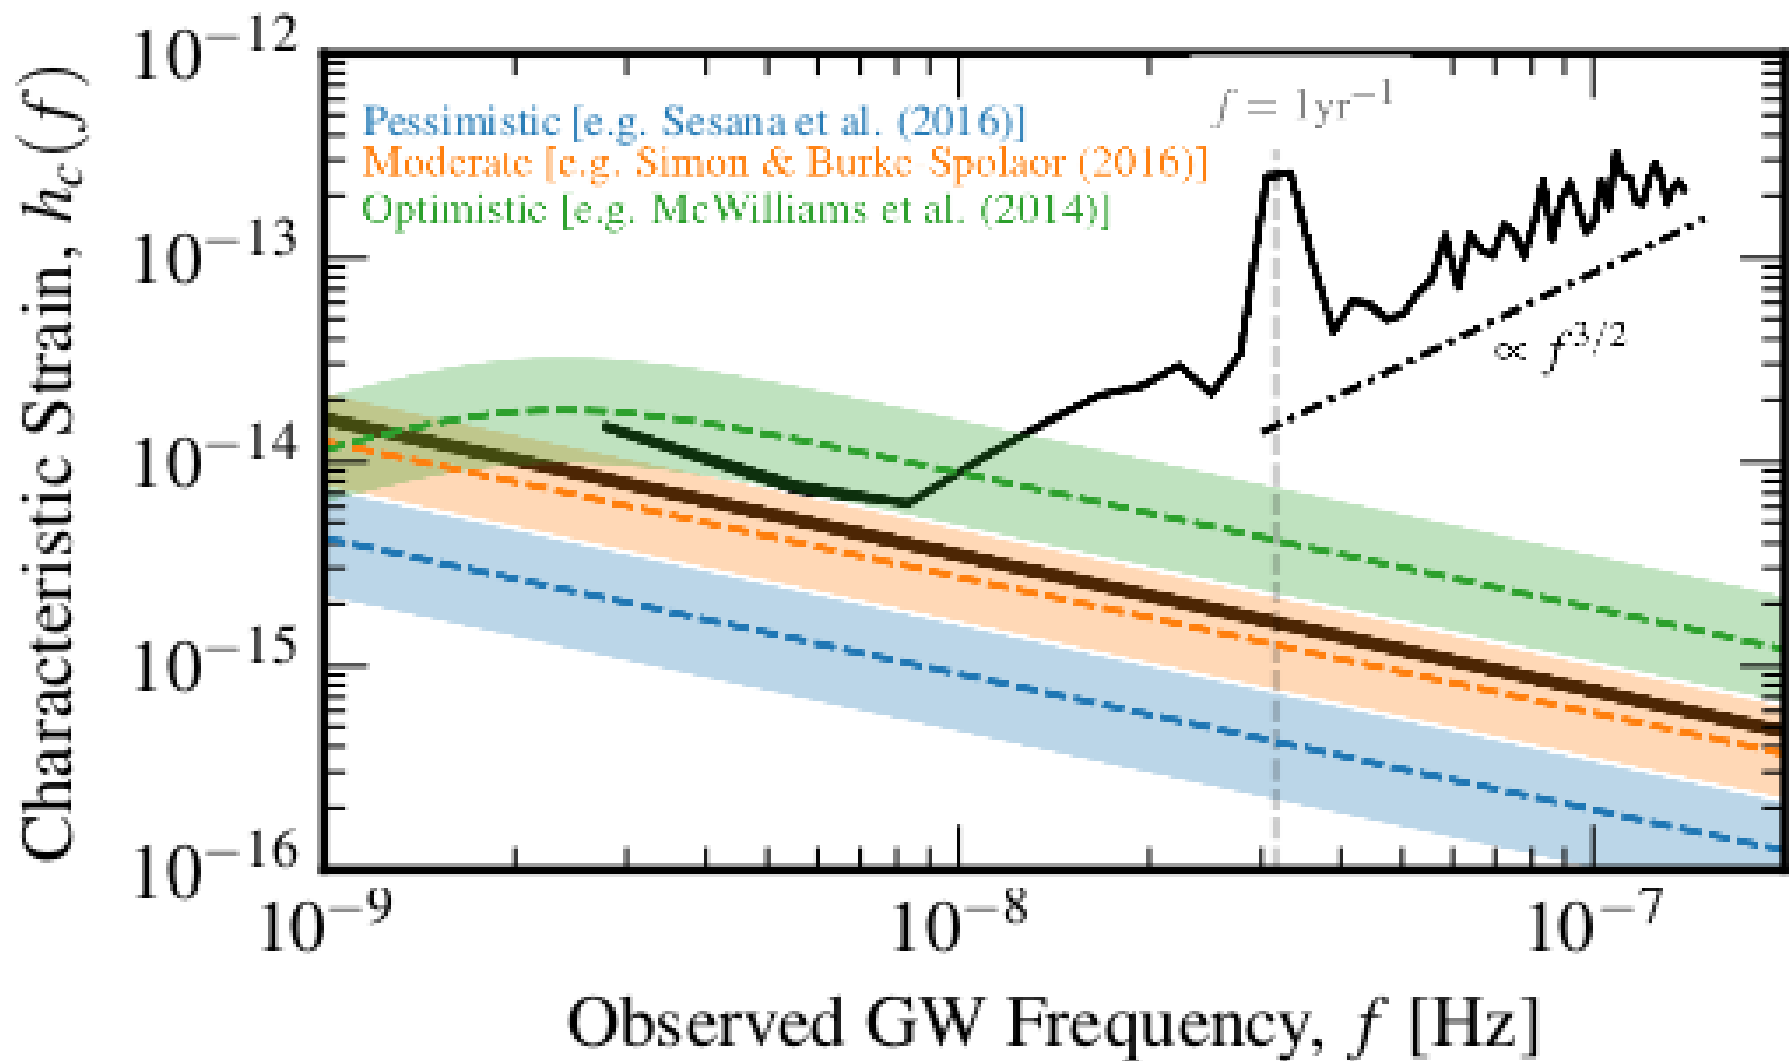 10⁻¹²
10⁻¹³
10⁻¹⁴
10⁻¹⁵
10⁻¹⁶
Characteristic Strain, h_c(f)
Pessimistic [e.g. Sesana et al. (2016)]
Moderate [e.g. Simon & Burke Spolaor (2016)]
Optimistic [e.g. McWilliams et al. (2014)]
f = 1yr⁻¹
∝ f³/²
10⁻⁹ 10⁻⁸ 10⁻⁷
Observed GW Frequency, f [Hz]